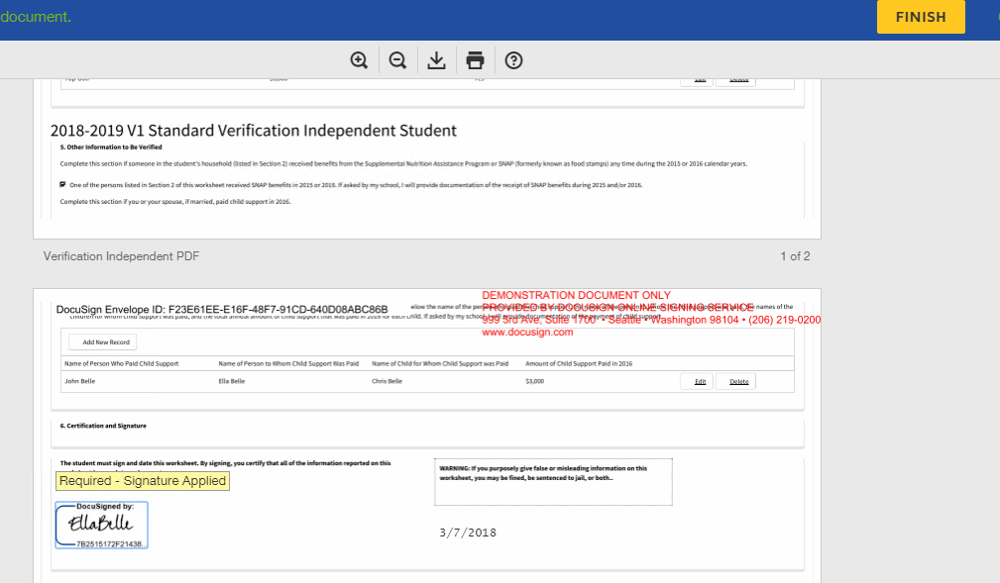 document.
FINISH
2018-2019 V1 Standard Verification Independent Student
5. Other Information to Be Verified
Complete this section if someone in the student's household (listed in Section 2) received benefits from the Supplemental Nutrition Assistance Program or SNAP (formerly known as food stamps) any time during the 2015 or 2016 calendar years.
One of the persons listed in Section 2 of this worksheet received SNAP benefits in 2015 or 2016. If asked by my school, I will provide documentation of the receipt of SNAP benefits during 2015 and/or 2016.
Complete this section if you or your spouse, if married, paid child support in 2016.
Verification Independent PDF
1 of 2
DocuSign Envelope ID: F23E61EE-E16F-48F7-91CD-640D08ABC86B
DEMONSTRATION DOCUMENT ONLY
PROVIDED BY DOCUSIGN ONLINE SIGNING SERVICE
999 3rd Ave, Suite 1700 • Seattle • Washington 98104 • (206) 219-0200
www.docusign.com
Add New Record
Name of Person Who Paid Child Support Name of Person to Whom Child Support Was Paid Name of Child for Whom Child Support was Paid Amount of Child Support Paid in 2016
John Belle Ella Belle Chris Belle $3,000 Edit Delete
6. Certification and Signature
The student must sign and date this worksheet. By signing, you certify that all of the information reported on this
Required - Signature Applied
DocuSigned by:
EllaBelle
7B2515172F21438
WARNING: If you purposely give false or misleading information on this
worksheet, you may be fined, be sentenced to jail, or both..
3/7/2018